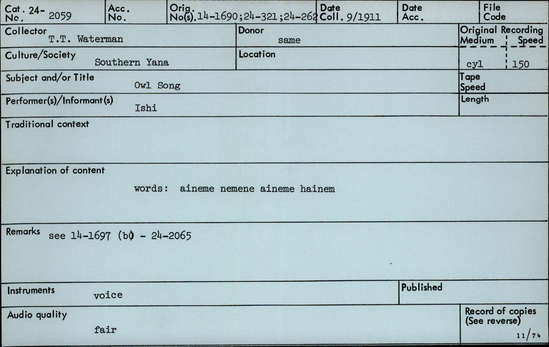 Cat. 24- 2059 Acc. Orig. Date Date File
No. No. No(s). 14-1690;24-321;24-262 Coll. 9/1911 Acc. Code
Collector Donor Original Recording
T.T. Waterman same Medium Speed
Culture/Society Location
Southern Yana cyl 150
Subject and/or Title Tape
Owl Song Speed
Performer(s)/Informant(s) Length
Ishi
Traditional context
Explanation of content
words: aineme nemene aineme hainem
Remarks
see 14-1697 (b) - 24-2065
Instruments Published
voice
Audio quality Record of copies
fair (See reverse)
11/74